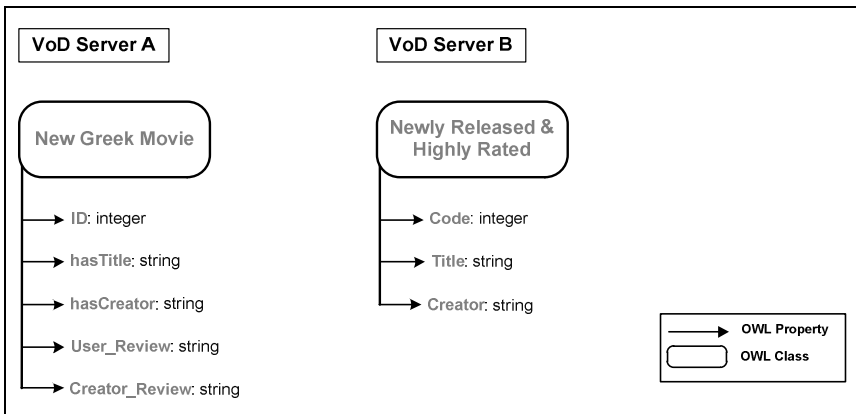 VoD Server A
VoD Server B
New Greek Movie
Newly Released &
Highly Rated
ID: integer
hasTitle: string
hasCreator: string
User_Review: string
Creator_Review: string
Code: integer
Title: string
Creator: string
OWL Property
OWL Class